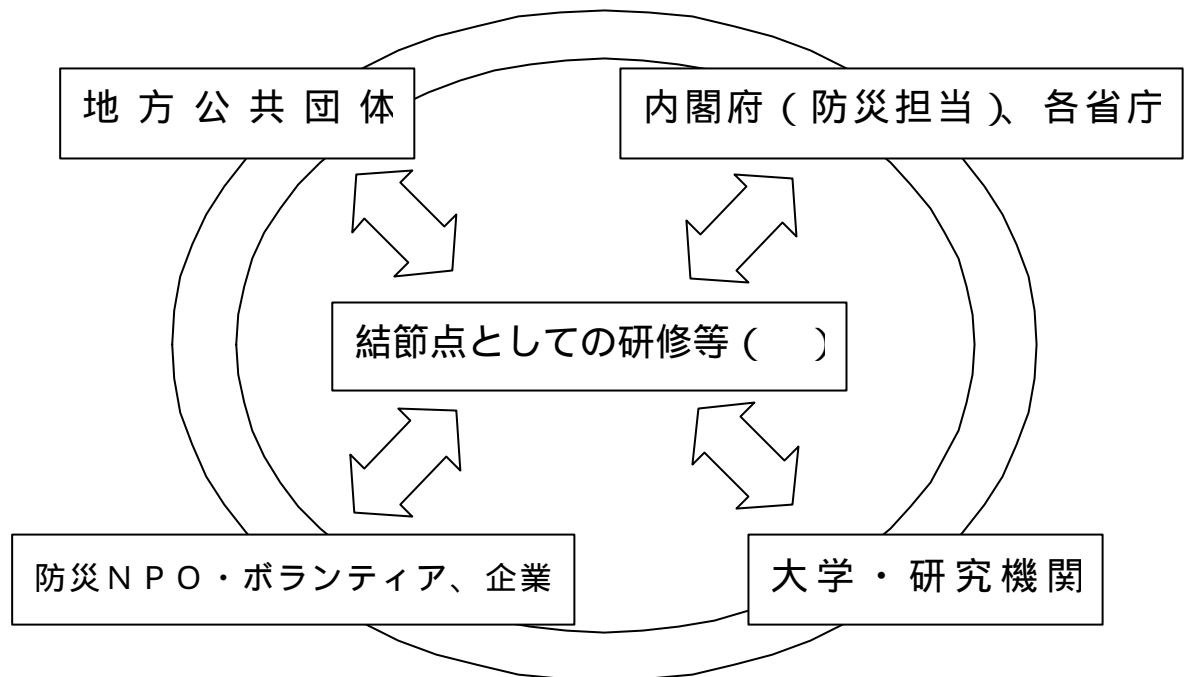 地方公共団体
内閣府(防災担当)、各省庁
結節点としての研修等(　)
防災NPO・ボランティア、企業
大学・研究機関